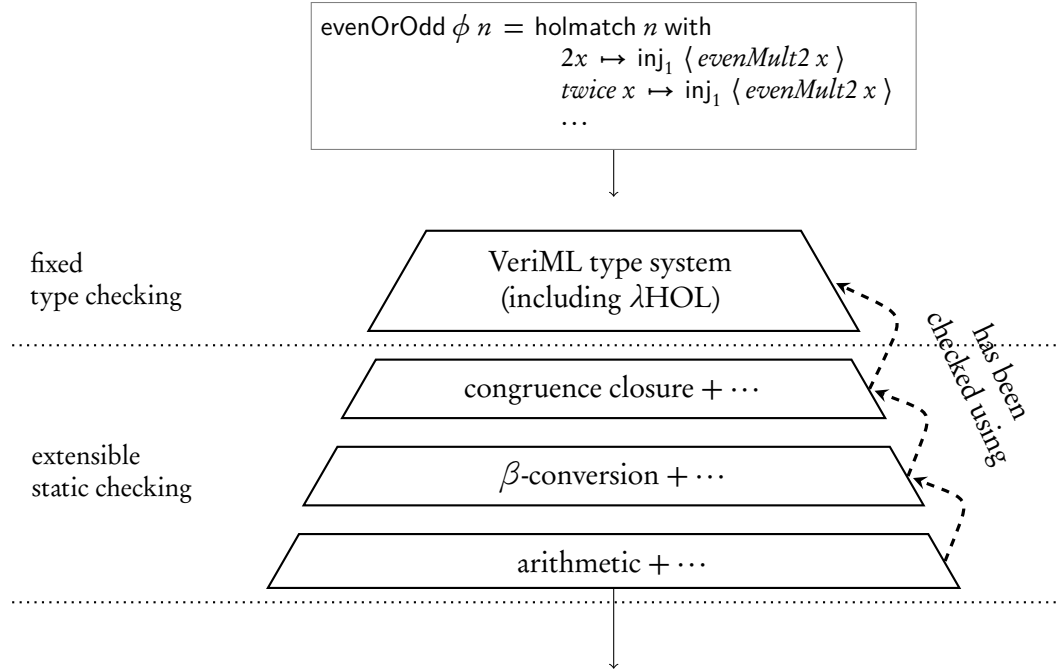 evenOrOdd ϕ n = holmatch n with
2x ↦ inj₁ ⟨ evenMult2 x ⟩
twice x ↦ inj₁ ⟨ evenMult2 x ⟩
⋯
fixed
type checking
VeriML type system
(including λHOL)
has been
checked using
congruence closure + ⋯
extensible
static checking
β-conversion + ⋯
arithmetic + ⋯